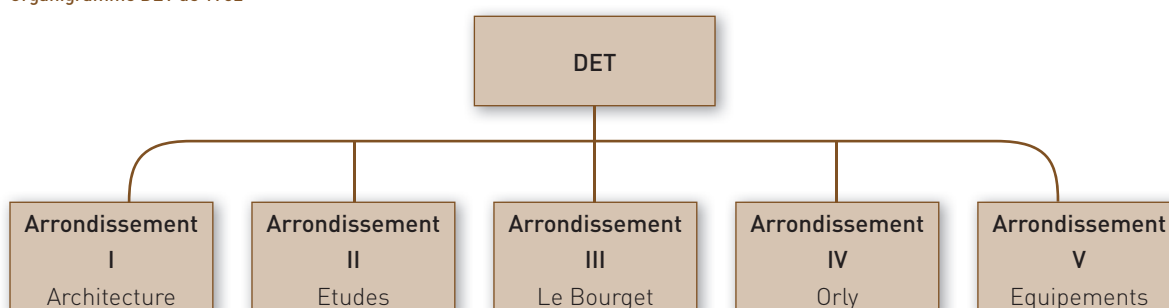 DET
Arrondissement
I
Architecture
Arrondissement
II
Etudes
Arrondissement
III
Le Bourget
Arrondissement
IV
Orly
Arrondissement
V
Equipements